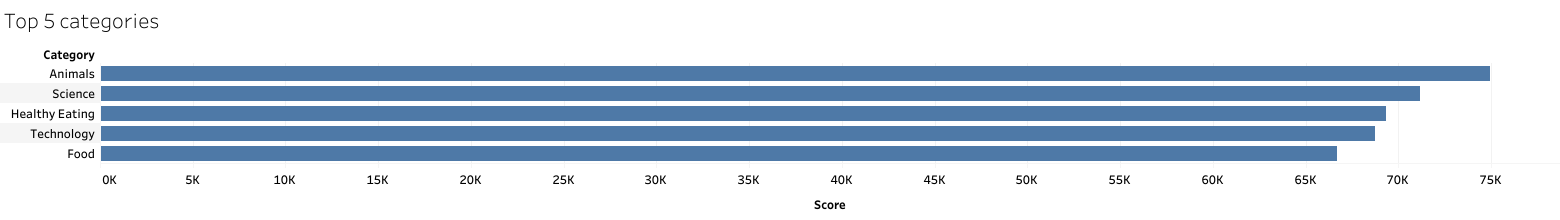 Top 5 categories
Category
Animals
Science
Healthy Eating
Technology
Food
0K 5K 10K 15K 20K 25K 30K 35K 40K 45K 50K 55K 60K 65K 70K 75K
Score